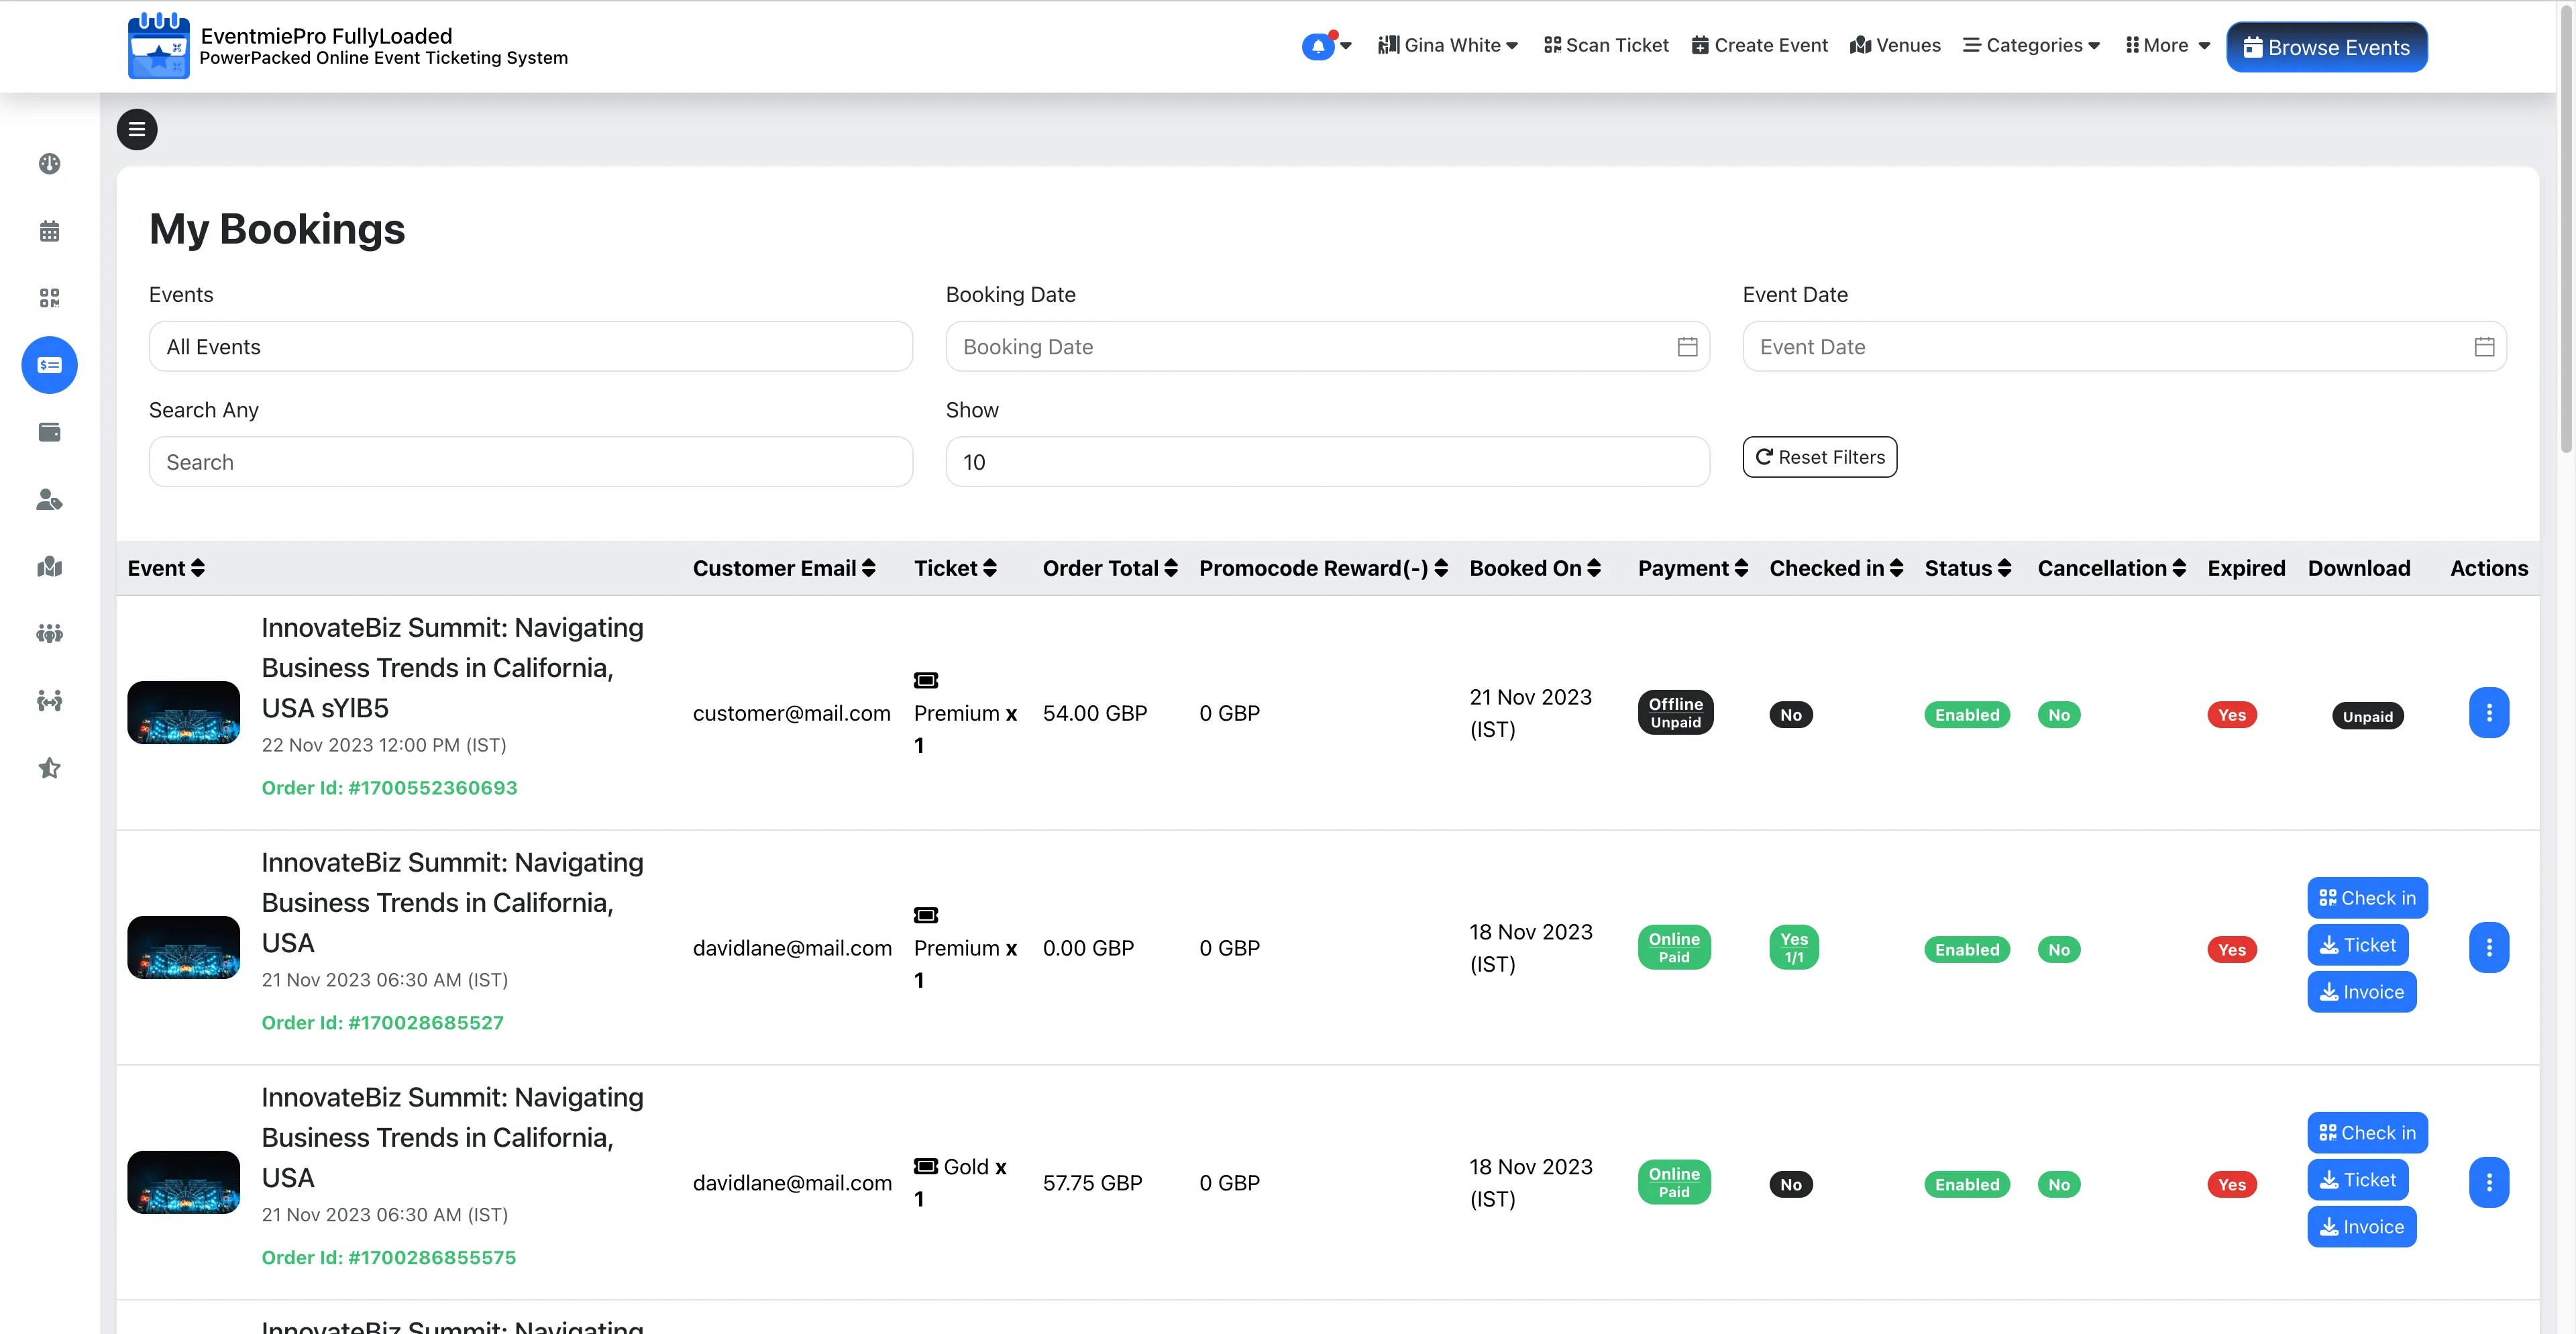 EventmiePro FullyLoaded
PowerPacked Online Event Ticketing System
Gina White
Scan Ticket
Create Event
Venues
Categories
More
Browse Events
My Bookings
Events
Booking Date
Event Date
All Events
Booking Date
Event Date
Search Any
Show
Search
10
Reset Filters
Event
Customer Email
Ticket
Order Total
Promocode Reward(-)
Booked On
Payment
Checked in
Status
Cancellation
Expired
Download
Actions
InnovateBiz Summit: Navigating
Business Trends in California,
USA sYlB5
22 Nov 2023 12:00 PM (IST)
Order Id: #1700552360693
customer@mail.com
Premium x
1
54.00 GBP
0 GBP
21 Nov 2023
(IST)
Offline
Unpaid
No
Enabled
No
Yes
Unpaid
InnovateBiz Summit: Navigating
Business Trends in California,
USA
21 Nov 2023 06:30 AM (IST)
Order Id: #170028685527
davidlane@mail.com
Premium x
1
0.00 GBP
0 GBP
18 Nov 2023
(IST)
Online
Paid
Yes
1/1
Enabled
No
Yes
Check in
Ticket
Invoice
InnovateBiz Summit: Navigating
Business Trends in California,
USA
21 Nov 2023 06:30 AM (IST)
Order Id: #1700286855575
davidlane@mail.com
Gold x
1
57.75 GBP
0 GBP
18 Nov 2023
(IST)
Online
Paid
No
Enabled
No
Yes
Check in
Ticket
Invoice
InnovateBiz Summit: Navigating